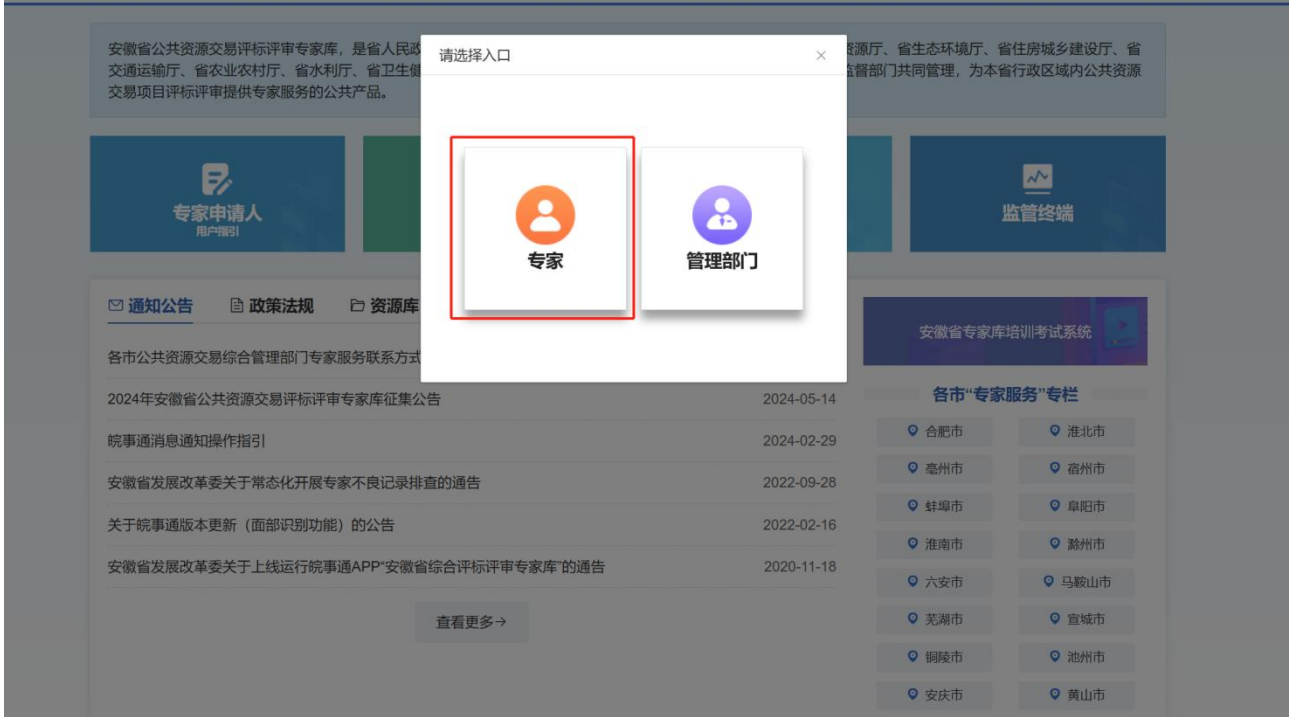 安徽省公共资源交易评标评审专家库，是省人民政
资源厅、省生态环境厅、省住房城乡建设厅、省
交通运输厅、省农业农村厅、省水利厅、省卫生健
监督部门共同管理，为本省行政区域内公共资源
交易项目评标评审提供专家服务的公共产品。
请选择入口
×
专家
管理部门
专家申请人
用户指引
监管终端
通知公告
政策法规
资源库
各市公共资源交易综合管理部门专家服务联系方式
2024年安徽省公共资源交易评标评审专家库征集公告
2024-05-14
皖事通消息通知操作指引
2024-02-29
安徽省发展改革委关于常态化开展专家不良记录排查的通告
2022-09-28
关于皖事通版本更新（面部识别功能）的公告
2022-02-16
安徽省发展改革委关于上线运行皖事通APP“安徽省综合评标评审专家库”的通告
2020-11-18
查看更多→
安徽省专家库培训考试系统
各市“专家服务”专栏
合肥市
淮北市
亳州市
宿州市
蚌埠市
阜阳市
淮南市
滁州市
六安市
马鞍山市
芜湖市
宣城市
铜陵市
池州市
安庆市
黄山市